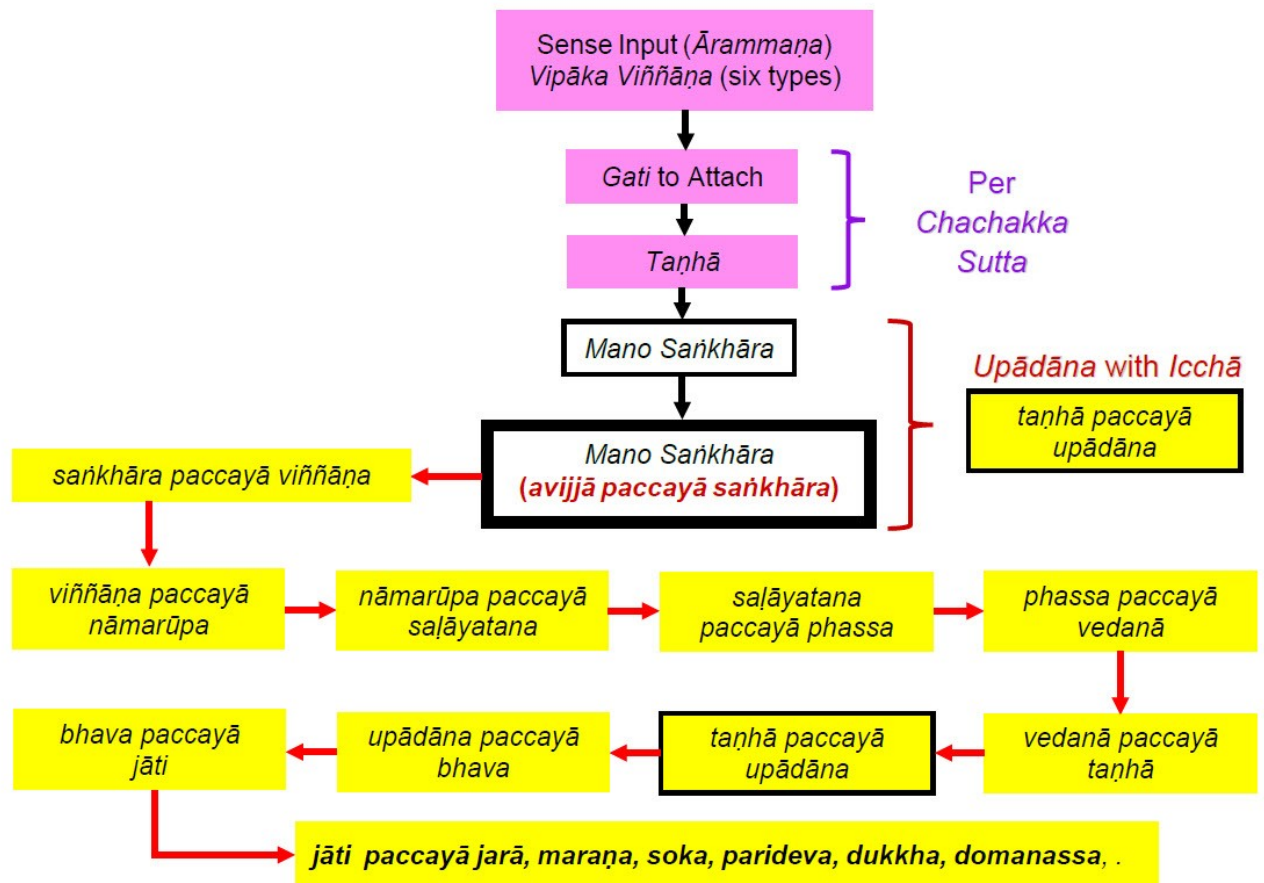 Sense Input (Ārammaṇa)
Vipāka Viññāṇa (six types)
Gati to Attach
Taṇhā
Per
Chachakka
Sutta
Mano Saṅkhāra
Upādāna with Icchā
taṇhā paccayā
upādāna
Mano Saṅkhāra
(avijjā paccayā saṅkhāra)
saṅkhāra paccayā viññāṇa
viññāṇa paccayā
nāmarūpa
nāmarūpa paccayā
saḷāyatana
saḷāyatana
paccayā phassa
phassa paccayā
vedanā
vedanā paccayā
taṇhā
taṇhā paccayā
upādāna
upādāna paccayā
bhava
bhava paccayā
jāti
jāti paccayā jarā, maraṇa, soka, parideva, dukkha, domanassa, .